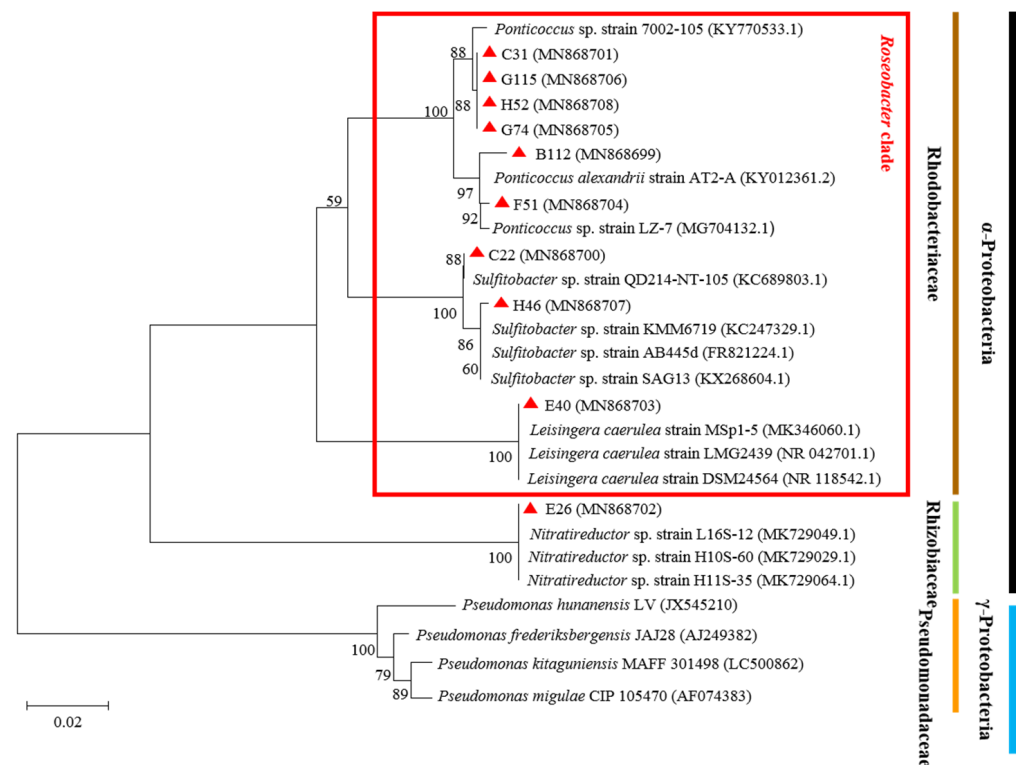 Ponticoccus sp. strain 7002-105 (KY770533.1)
88
C31 (MN868701)
G115 (MN868706)
88
H52 (MN868708)
100
G74 (MN868705)
B112 (MN868699)
Ponticoccus alexandrii strain AT2-A (KY012361.2)
97
F51 (MN868704)
92
Ponticoccus sp. strain LZ-7 (MG704132.1)
59
C22 (MN868700)
88
Sulfitobacter sp. strain QD214-NT-105 (KC689803.1)
H46 (MN868707)
100
Sulfitobacter sp. strain KMM6719 (KC247329.1)
86
Sulfitobacter sp. strain AB445d (FR821224.1)
60
Sulfitobacter sp. strain SAG13 (KX268604.1)
E40 (MN868703)
Leisingera caerulea strain MSp1-5 (MK346060.1)
100
Leisingera caerulea strain LMG2439 (NR 042701.1)
Leisingera caerulea strain DSM24564 (NR 118542.1)
E26 (MN868702)
Nitratireductor sp. strain L16S-12 (MK729049.1)
100
Nitratireductor sp. strain H10S-60 (MK729029.1)
Nitratireductor sp. strain H11S-35 (MK729064.1)
Pseudomonas hunanensis LV (JX545210)
Pseudomonas frederiksbergensis JAJ28 (AJ249382)
100
Pseudomonas kitaguniensis MAFF 301498 (LC500862)
79
89
Pseudomonas migulae CIP 105470 (AF074383)
0.02
Roseobacter clade
Rhodobacteriaceae
Rhizobiaceae
Pseudomonadaceae
α-Proteobacteria
γ-Proteobacteria